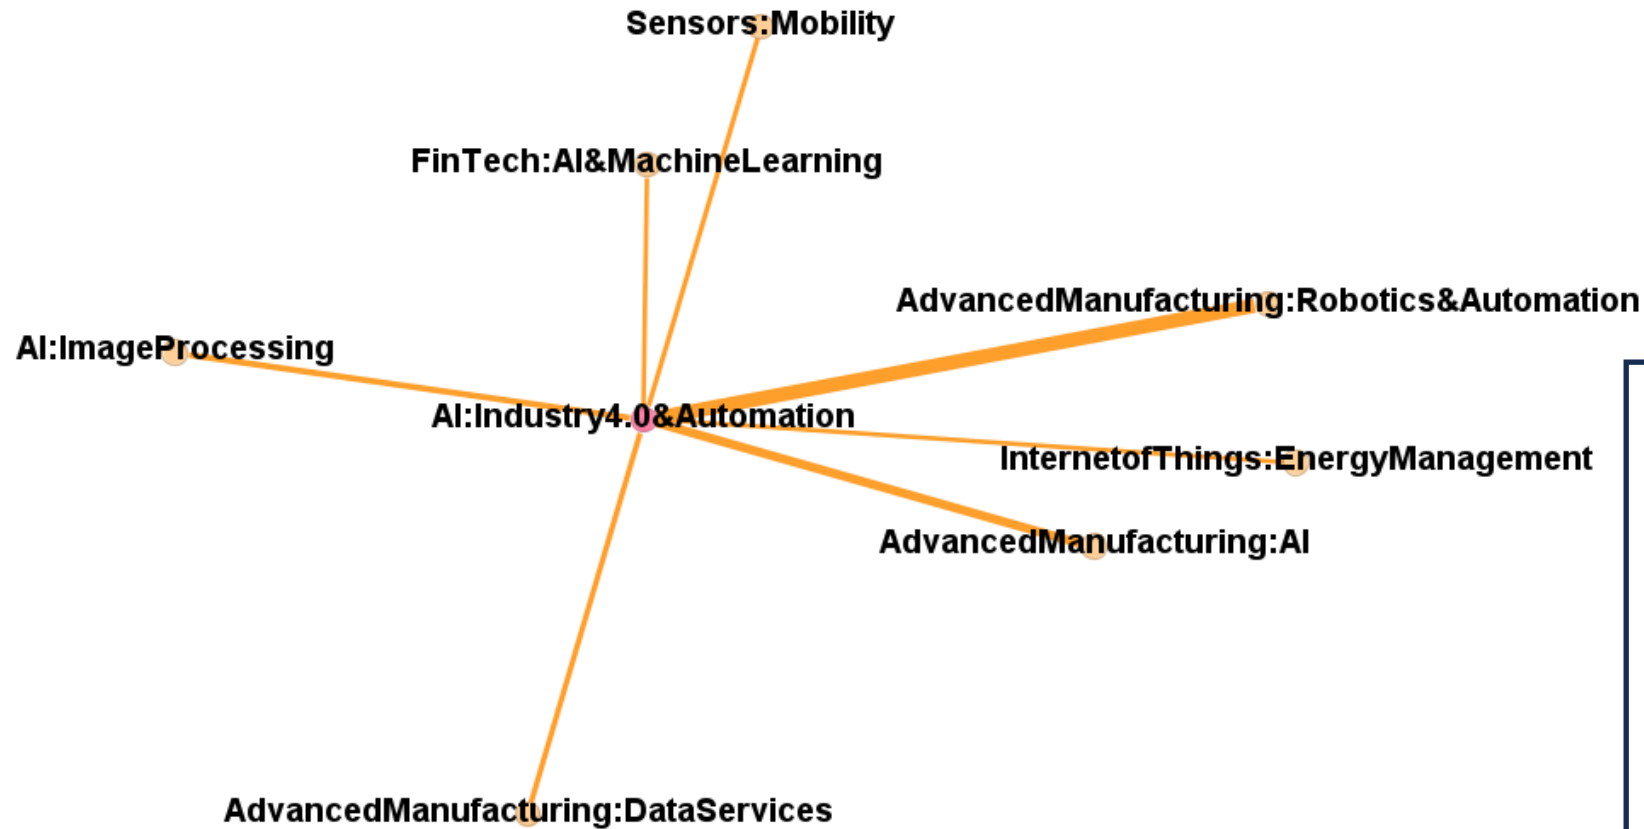 Sensors:Mobility
FinTech:AI&MachineLearning
AdvancedManufacturing:Robotics&Automation
AI:ImageProcessing
AI:Industry4.0&Automation
InternetofThings:EnergyManagement
AdvancedManufacturing:AI
AdvancedManufacturing:DataServices